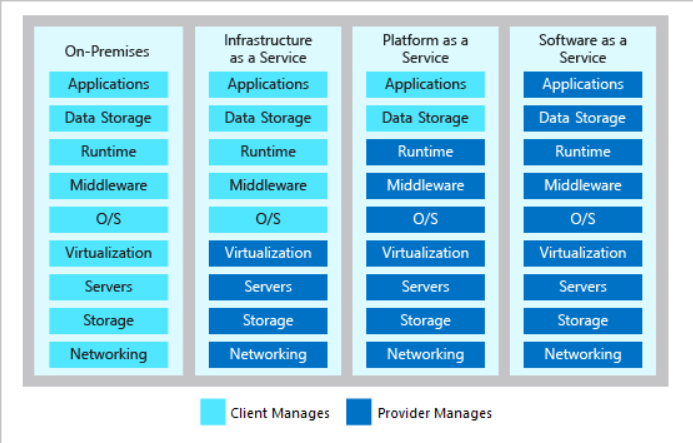 On-Premises
Applications
Data Storage
Runtime
Middleware
O/S
Virtualization
Servers
Storage
Networking
Infrastructure
as a Service
Applications
Data Storage
Runtime
Middleware
O/S
Virtualization
Servers
Storage
Networking
Platform as a
Service
Applications
Data Storage
Runtime
Middleware
O/S
Virtualization
Servers
Storage
Networking
Software as a
Service
Applications
Data Storage
Runtime
Middleware
O/S
Virtualization
Servers
Storage
Networking
Client Manages
Provider Manages